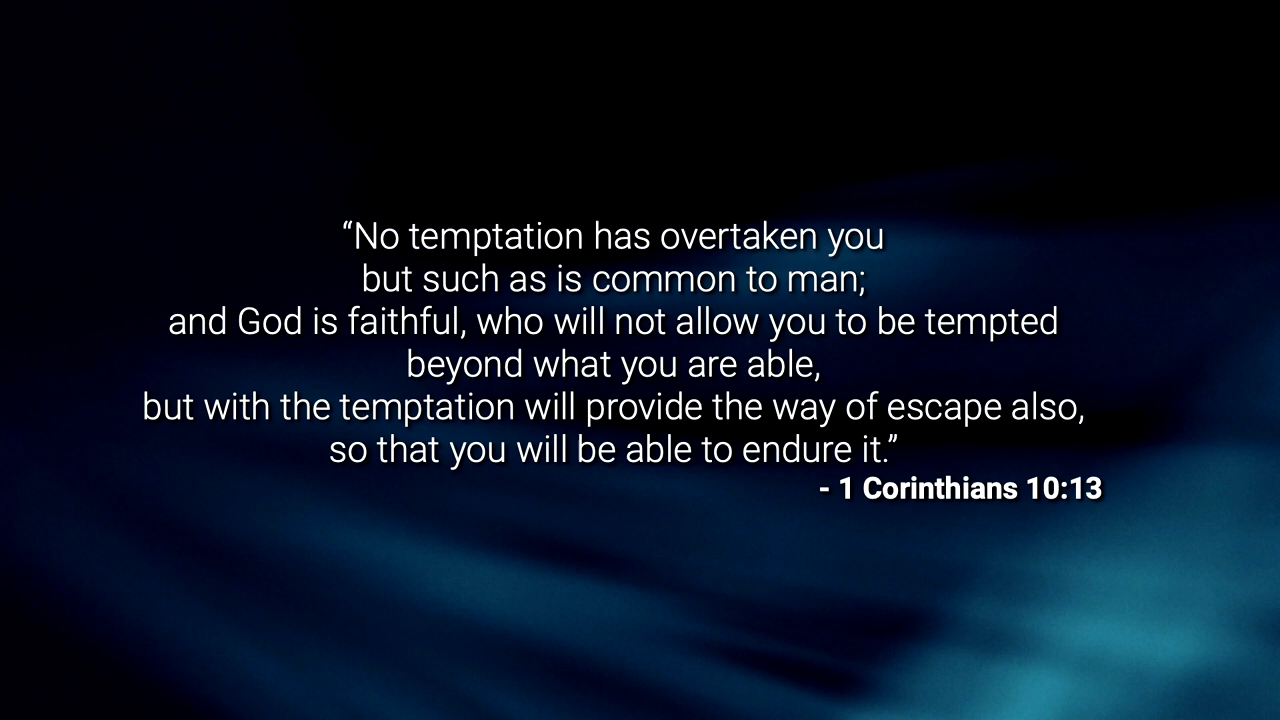 “No temptation has overtaken you
but such as is common to man;
and God is faithful, who will not allow you to be tempted
beyond what you are able,
but with the temptation will provide the way of escape also,
so that you will be able to endure it.”
- 1 Corinthians 10:13